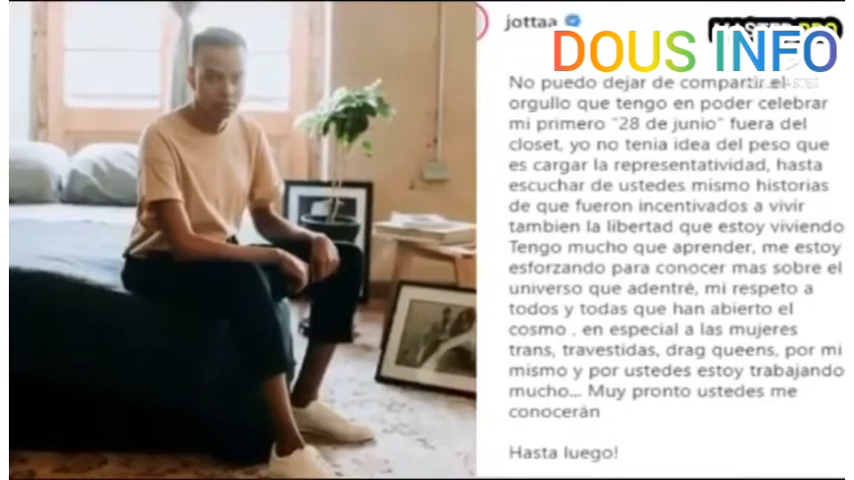 jottaa
MASTER PRO
DOUS INFO
No puedo dejar de compartir el
orgullo que tengo en poder celebrar
mi primero "28 de junio" fuera del
closet, yo no tenia idea del peso que
es cargar la representatividad, hasta
escuchar de ustedes mismo historias
de que fueron incentivados a vivir
tambien la libertad que estoy viviendo
Tengo mucho que aprender, me estoy
esforzando para conocer mas sobre el
universo que adentré, mi respeto a
todos y todas que han abierto el
cosmo , en especial a las mujeres
trans, travestidas, drag queens, por mi
mismo y por ustedes estoy trabajando
mucho... Muy pronto ustedes me
conocerán
Hasta luego!